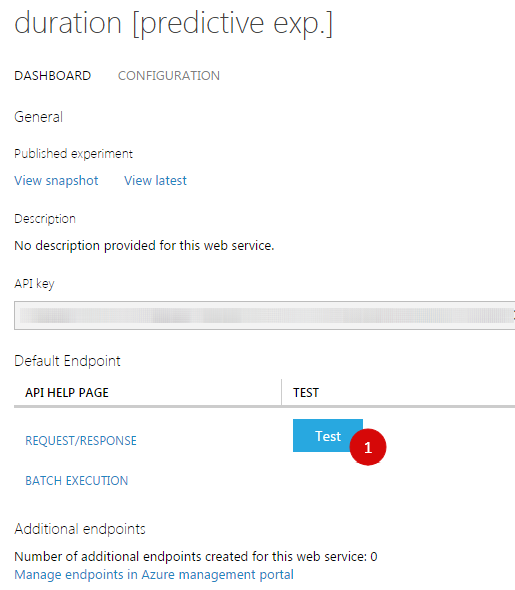 duration [predictive exp.]
DASHBOARD CONFIGURATION
General
Published experiment
View snapshot View latest
Description
No description provided for this web service.
API key
Default Endpoint
API HELP PAGE TEST
REQUEST/RESPONSE Test 1
BATCH EXECUTION
Additional endpoints
Number of additional endpoints created for this web service: 0
Manage endpoints in Azure management portal